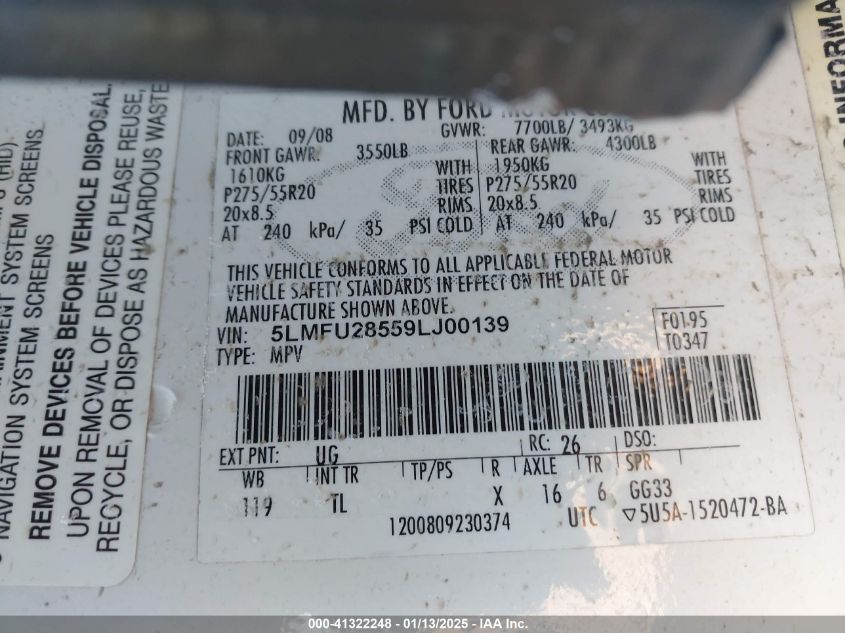 MFD. BY FORD MOTOR
DATE: 09/08 GVWR: 7700LB/ 3493KG
FRONT GAWR: 3550LB REAR GAWR: 4300LB
1610KG WITH 1950KG WITH
P275/55R20 TIRES P275/55R20 TIRES
20x8.5 RIMS 20x8.5 RIMS
AT 240 kPa/ 35 PSI COLD AT 240 kPa/ 35 PSI COLD
THIS VEHICLE CONFORMS TO ALL APPLICABLE FEDERAL MOTOR
VEHICLE SAFETY STANDARDS IN EFFECT ON THE DATE OF
MANUFACTURE SHOWN ABOVE.
VIN: 5LMFU28559LJ00139 F0195
TYPE: MPV T0347
EXT PNT: UG RC: 26 DSO:
WB INT TR TP/PS R AXLE TR SPR
119 TL X 16 6 GG33
1200809230374 UTC ▽5U5A-1520472-BA
NAVIGATION SYSTEM SCREENS
REMOVE DEVICES BEFORE VEHICLE DISPOSAL.
UPON REMOVAL OF DEVICES PLEASE REUSE,
RECYCLE, OR DISPOSE AS HAZARDOUS WASTE
000-41322248 - 01/13/2025 - IAA Inc.